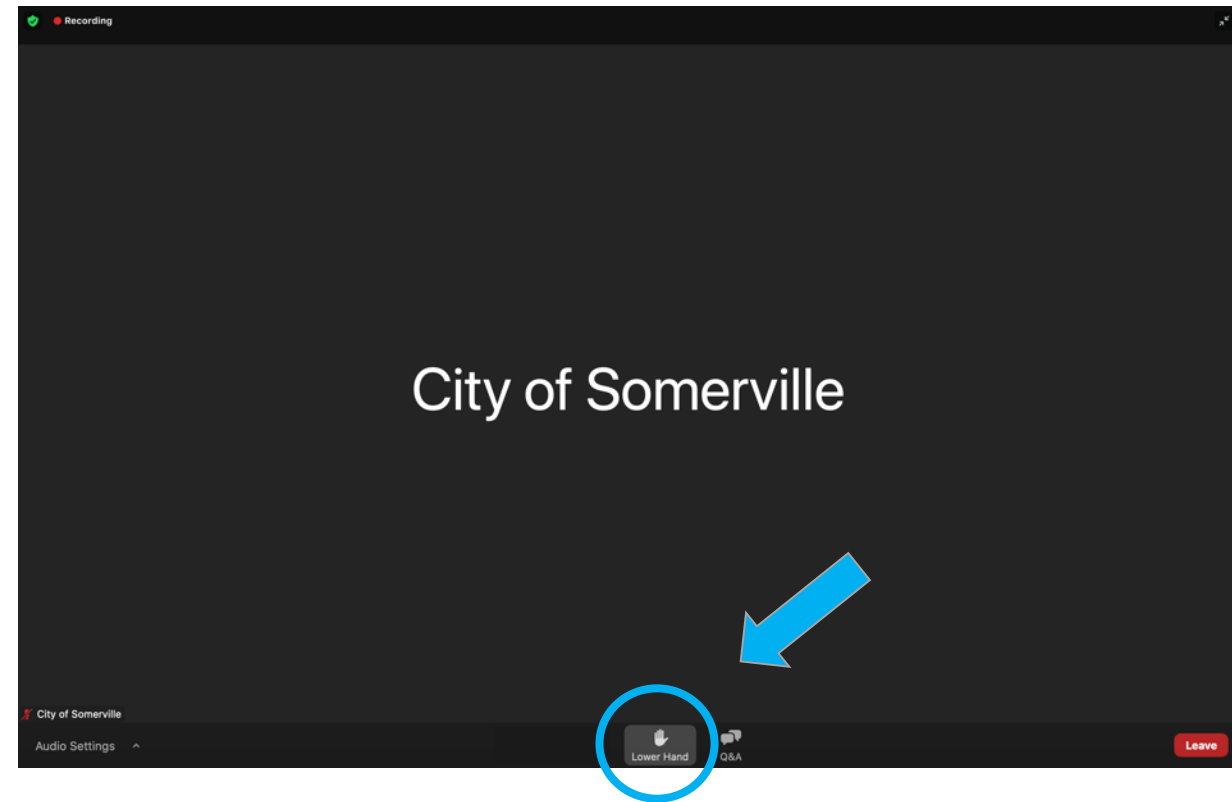 Recording
City of Somerville
City of Somerville
Audio Settings
Lower Hand
Q&A
Leave